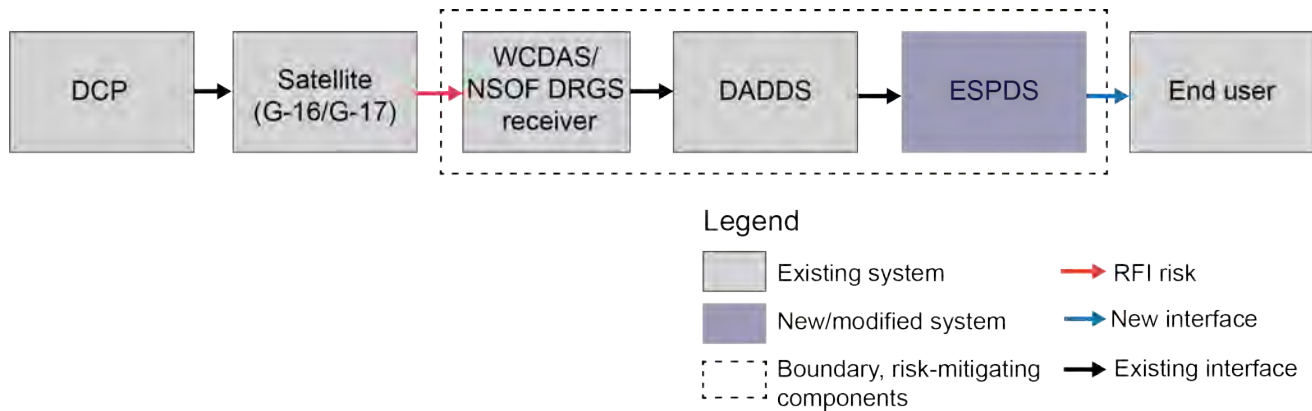 DCP
Satellite
(G-16/G-17)
WCDAS/
NSOF DRGS
receiver
DADDS
ESPDS
End user
Legend
Existing system
RFI risk
New/modified system
New interface
Boundary, risk-mitigating
components
Existing interface